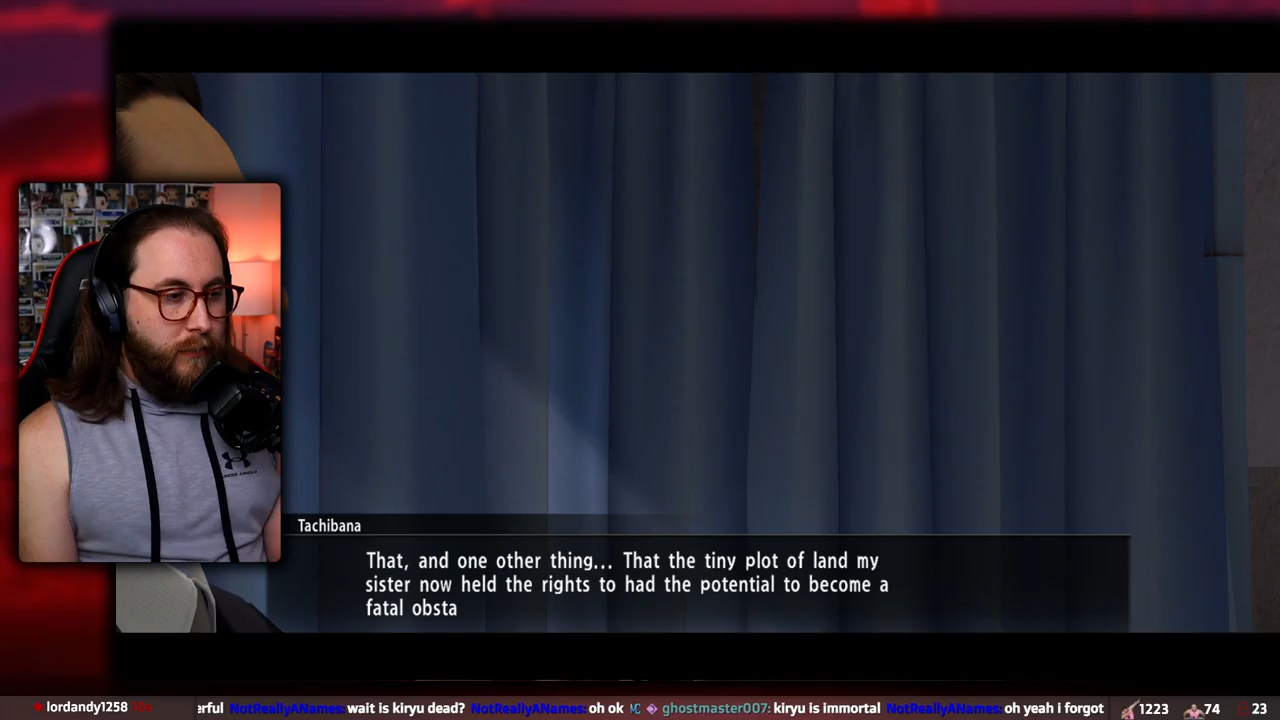 UNDER ARMOUR
Tachibana
That, and one other thing... That the tiny plot of land my
sister now held the rights to had the potential to become a
fatal obsta
lordandy1258 erful NotReallyANames: wait is kiryu dead? NotReallyANames: oh ok ghostmaster007: kiryu is immortal NotReallyANames: oh yeah i forgot 1223 74 23